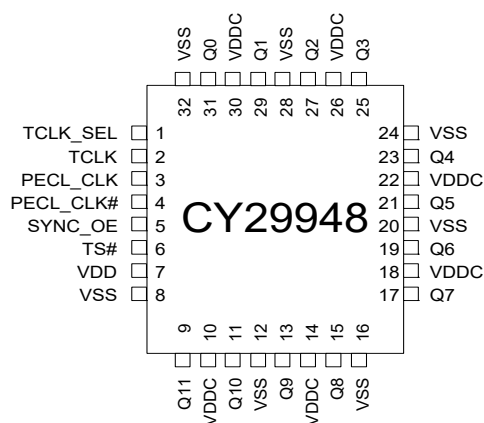 VSS Q0 VDDC Q1 VSS Q2 VDDC Q3
32 31 30 29 28 27 26 25
TCLK_SEL 1
TCLK 2
PECL_CLK 3
PECL_CLK# 4
SYNC_OE 5
TS# 6
VDD 7
VSS 8
CY29948
24 VSS
23 Q4
22 VDDC
21 Q5
20 VSS
19 Q6
18 VDDC
17 Q7
9 10 11 12 13 14 15 16
Q11 VDDC Q10 VSS Q9 VDDC Q8 VSS